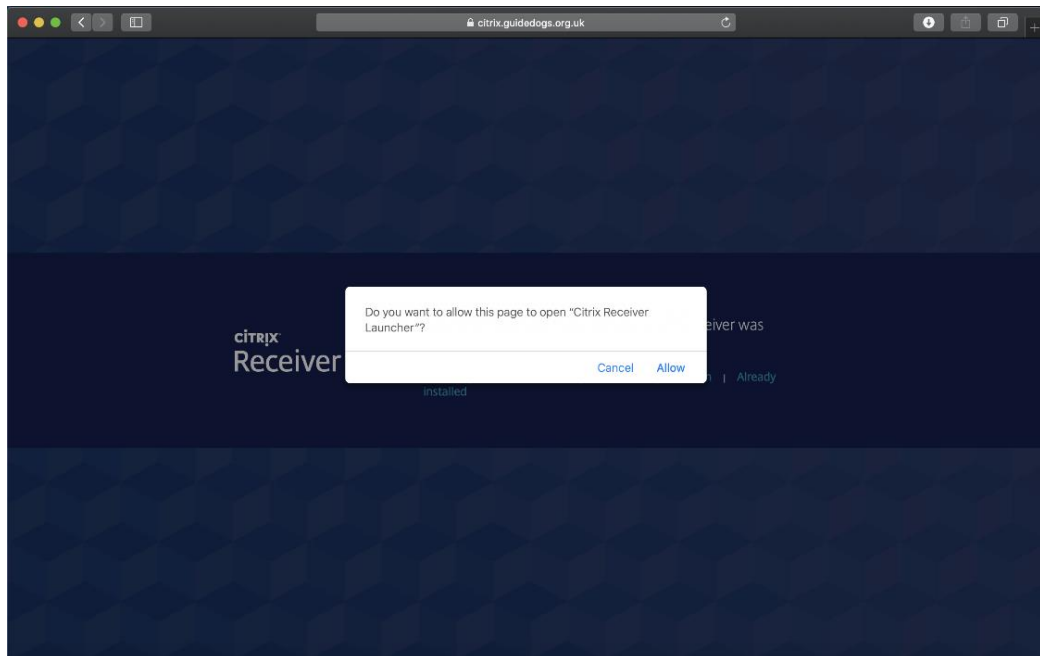 citrix.guidedogs.org.uk
Do you want to allow this page to open "Citrix Receiver
Launcher"?
Cancel Allow
CITRIX
Receiver
eiver was
| Already
installed